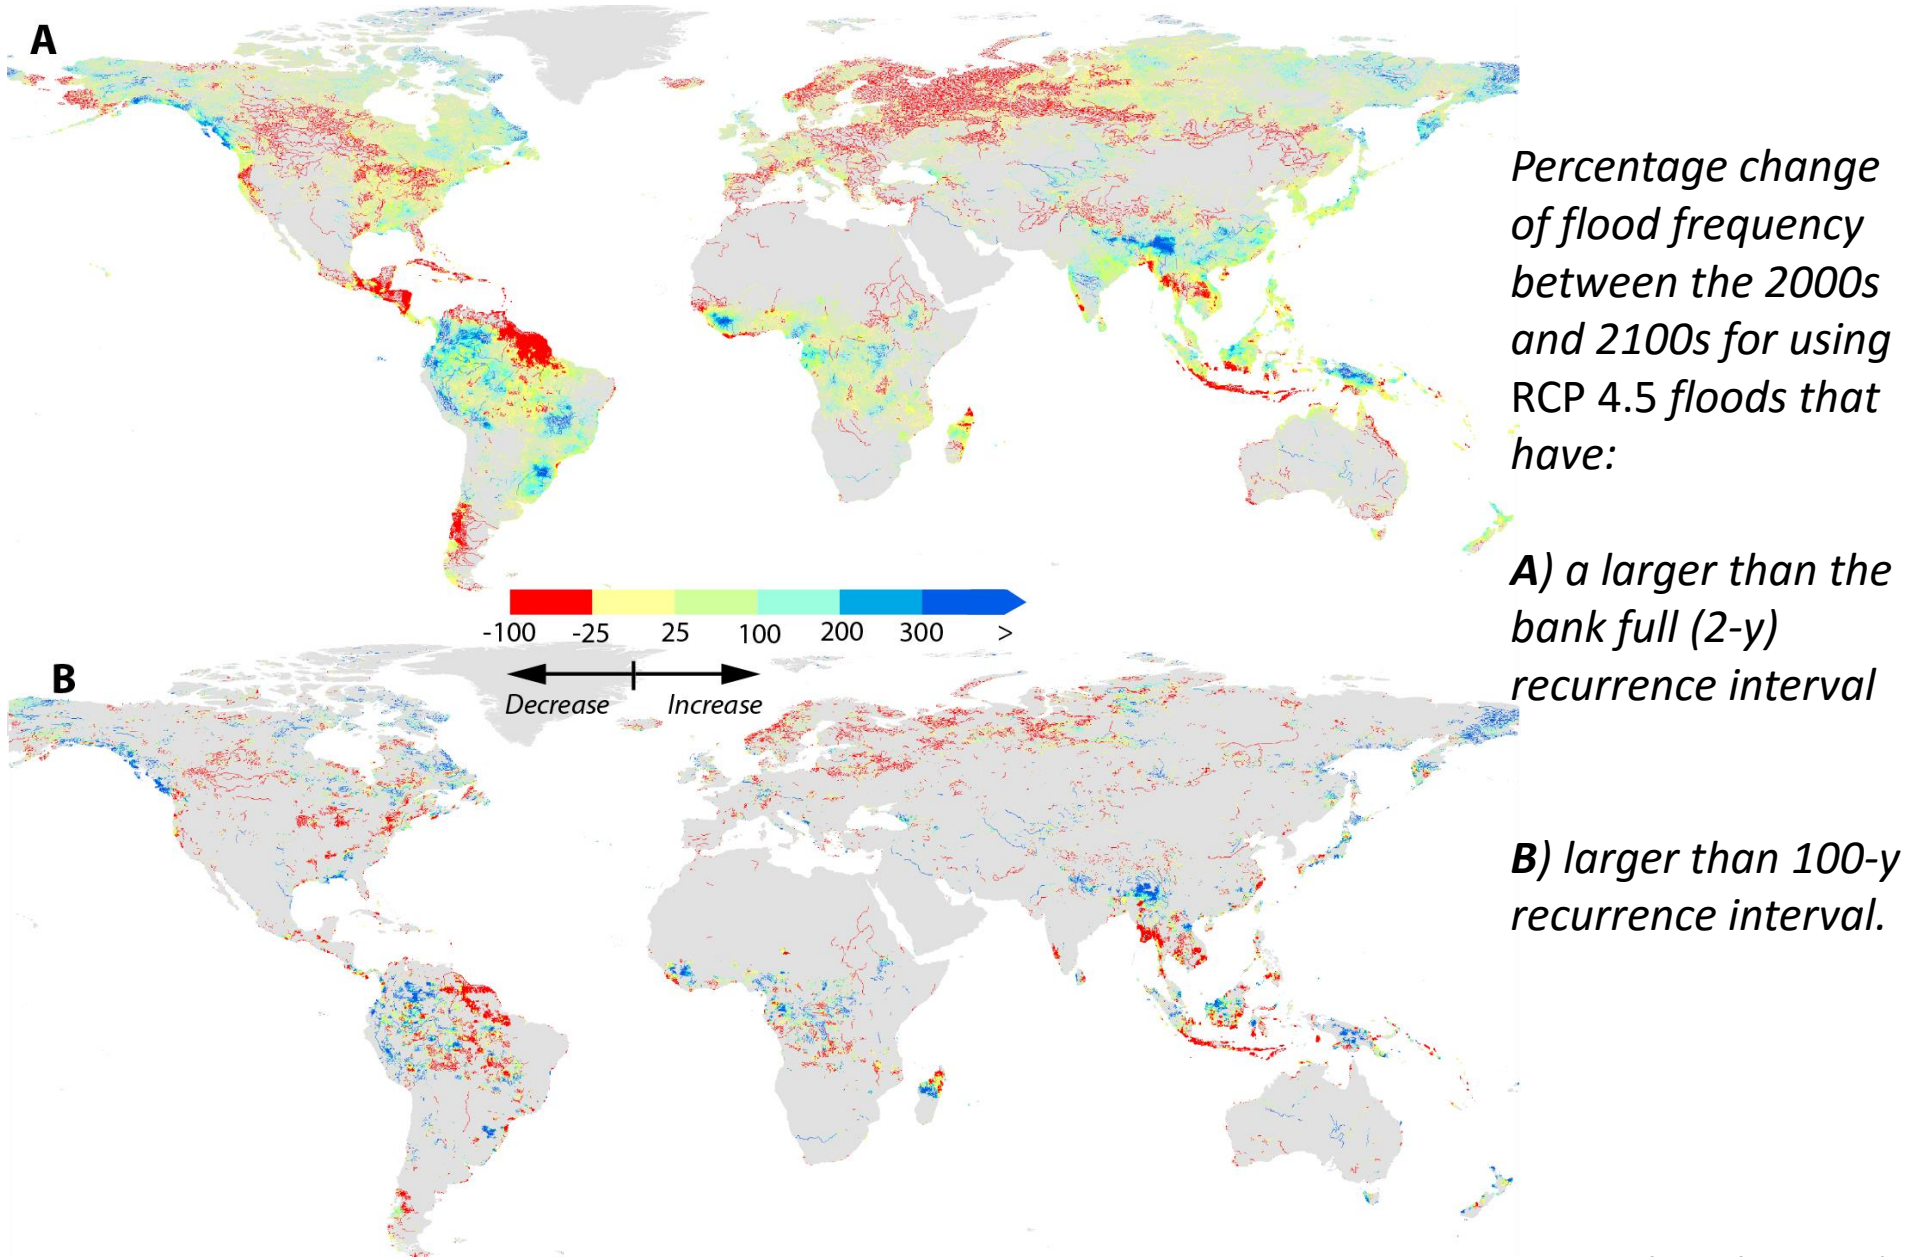 A
Percentage change
of flood frequency
between the 2000s
and 2100s for using
RCP 4.5 floods that
have:
A) a larger than the
bank full (2-y)
recurrence interval
-100 -25 25 100 200 300 >
B
Decrease Increase
B) larger than 100-y
recurrence interval.